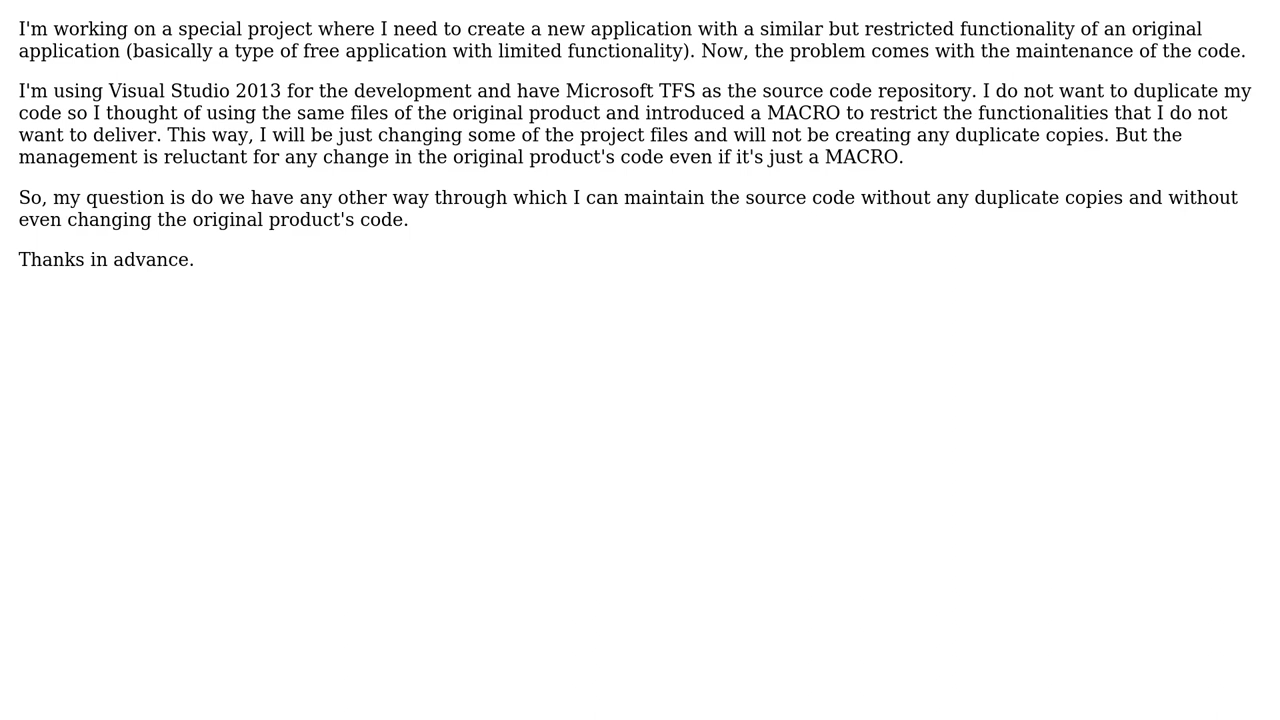 I'm working on a special project where I need to create a new application with a similar but restricted functionality of an original
application (basically a type of free application with limited functionality). Now, the problem comes with the maintenance of the code.
I'm using Visual Studio 2013 for the development and have Microsoft TFS as the source code repository. I do not want to duplicate my
code so I thought of using the same files of the original product and introduced a MACRO to restrict the functionalities that I do not
want to deliver. This way, I will be just changing some of the project files and will not be creating any duplicate copies. But the
management is reluctant for any change in the original product's code even if it's just a MACRO.
So, my question is do we have any other way through which I can maintain the source code without any duplicate copies and without
even changing the original product's code.
Thanks in advance.